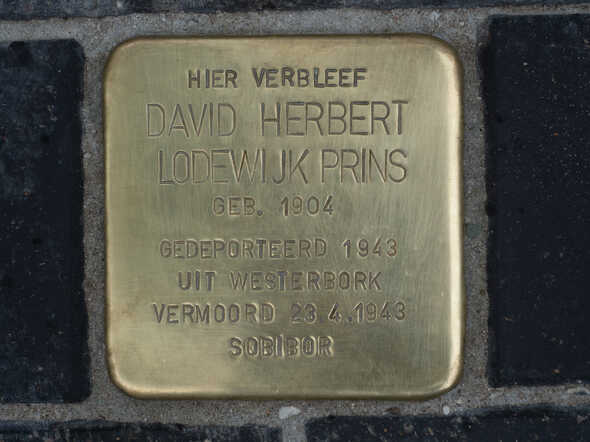 HIER VERBLEEF
DAVID HERBERT
LODEWIJK PRINS
GEB. 1904
GEDEPORTEERD 1943
UIT WESTERBORK
VERMOORD 23.4.1943
SOBIBOR